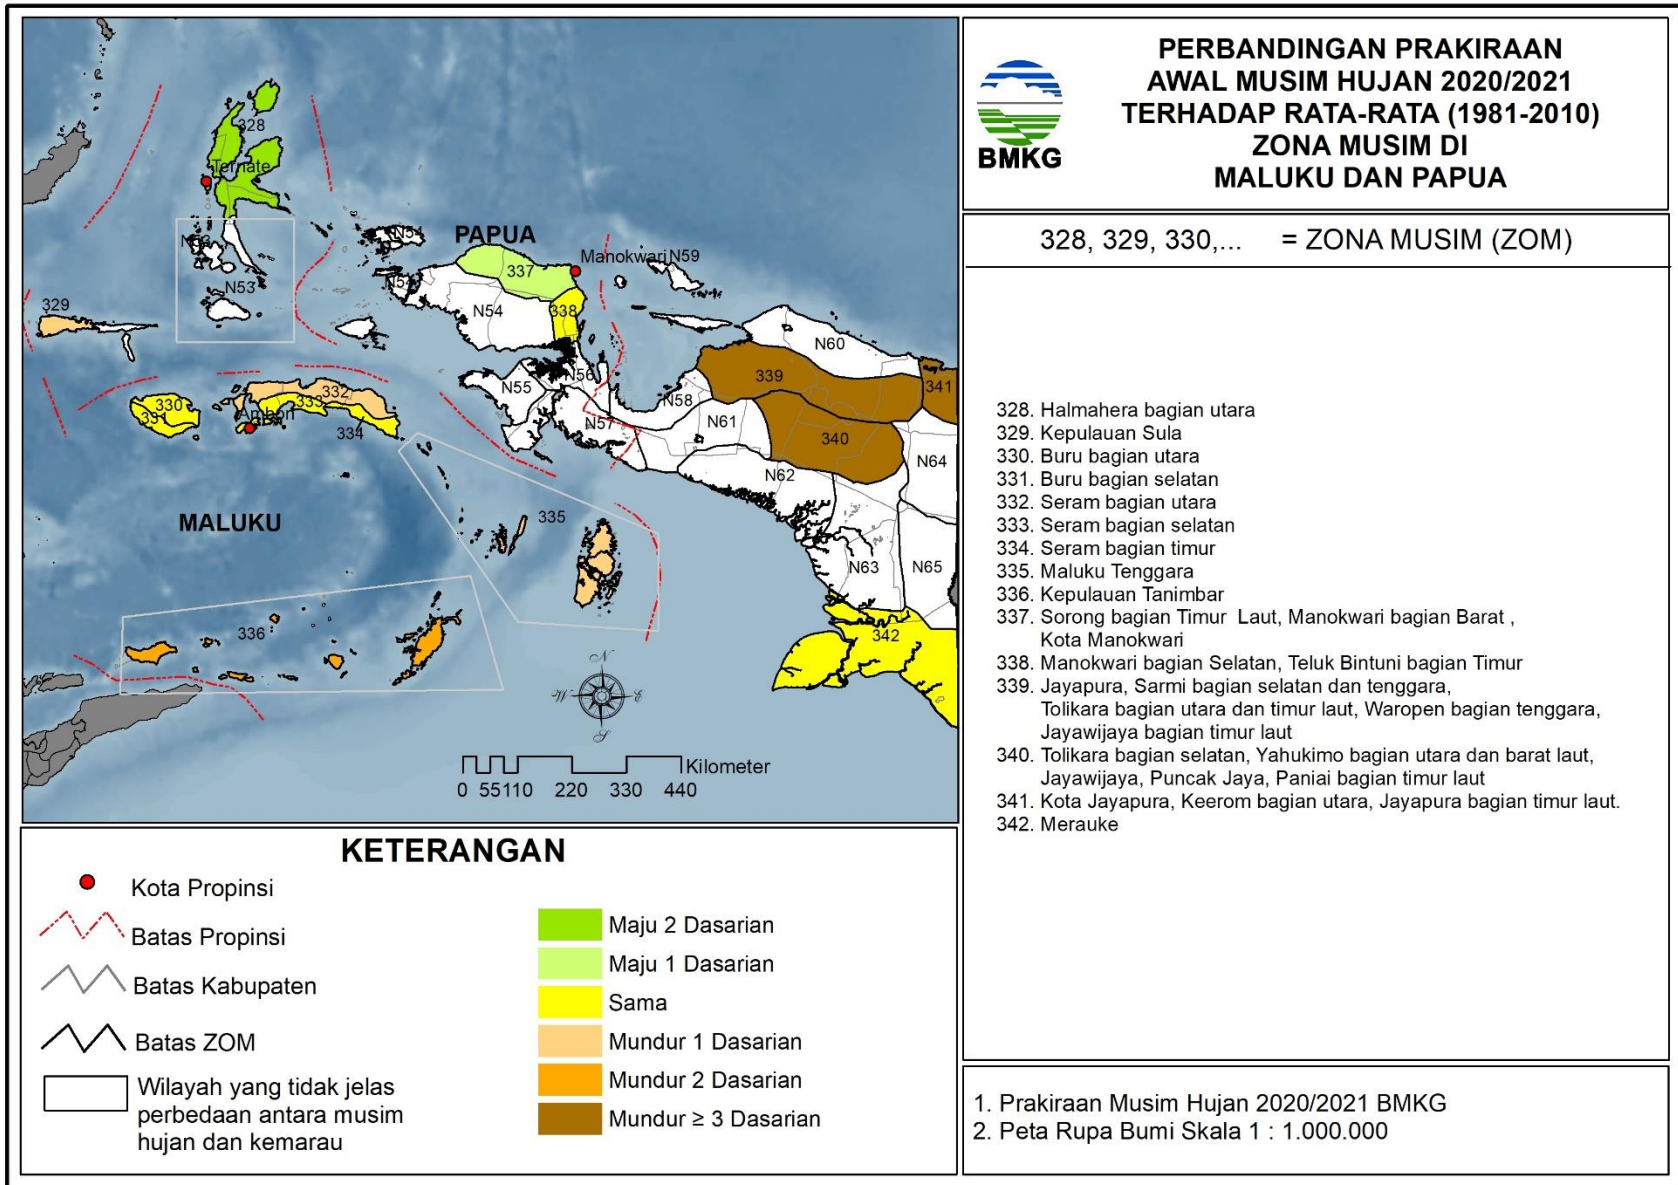 PERBANDINGAN PRAKIRAAN
AWAL MUSIM HUJAN 2020/2021
TERHADAP RATA-RATA (1981-2010)
ZONA MUSIM DI
MALUKU DAN PAPUA
BMKG
328, 329, 330,... = ZONA MUSIM (ZOM)
328. Halmahera bagian utara
329. Kepulauan Sula
330. Buru bagian utara
331. Buru bagian selatan
332. Seram bagian utara
333. Seram bagian selatan
334. Seram bagian timur
335. Maluku Tenggara
336. Kepulauan Tanimbar
337. Sorong bagian Timur Laut, Manokwari bagian Barat ,
Kota Manokwari
338. Manokwari bagian Selatan, Teluk Bintuni bagian Timur
339. Jayapura, Sarmi bagian selatan dan tenggara,
Tolikara bagian utara dan timur laut, Waropen bagian tenggara,
Jayawijaya bagian timur laut
340. Tolikara bagian selatan, Yahukimo bagian utara dan barat laut,
Jayawijaya, Puncak Jaya, Paniai bagian timur laut
341. Kota Jayapura, Keerom bagian utara, Jayapura bagian timur laut.
342. Merauke
1. Prakiraan Musim Hujan 2020/2021 BMKG
2. Peta Rupa Bumi Skala 1 : 1.000.000
328
Ternate
N53
N53
N54
PAPUA
337
Manokwari
N59
N54
N54
338
329
N60
339
341
N55
N56
N58
330
331
332
333
Ambon
334
N57
N61
340
N64
N62
MALUKU
335
N63
N65
336
342
N
W
E
S
Kilometer
0 55 110 220 330 440
KETERANGAN
Kota Propinsi
Batas Propinsi
Batas Kabupaten
Batas ZOM
Wilayah yang tidak jelas
perbedaan antara musim
hujan dan kemarau
Maju 2 Dasarian
Maju 1 Dasarian
Sama
Mundur 1 Dasarian
Mundur 2 Dasarian
Mundur ≥ 3 Dasarian